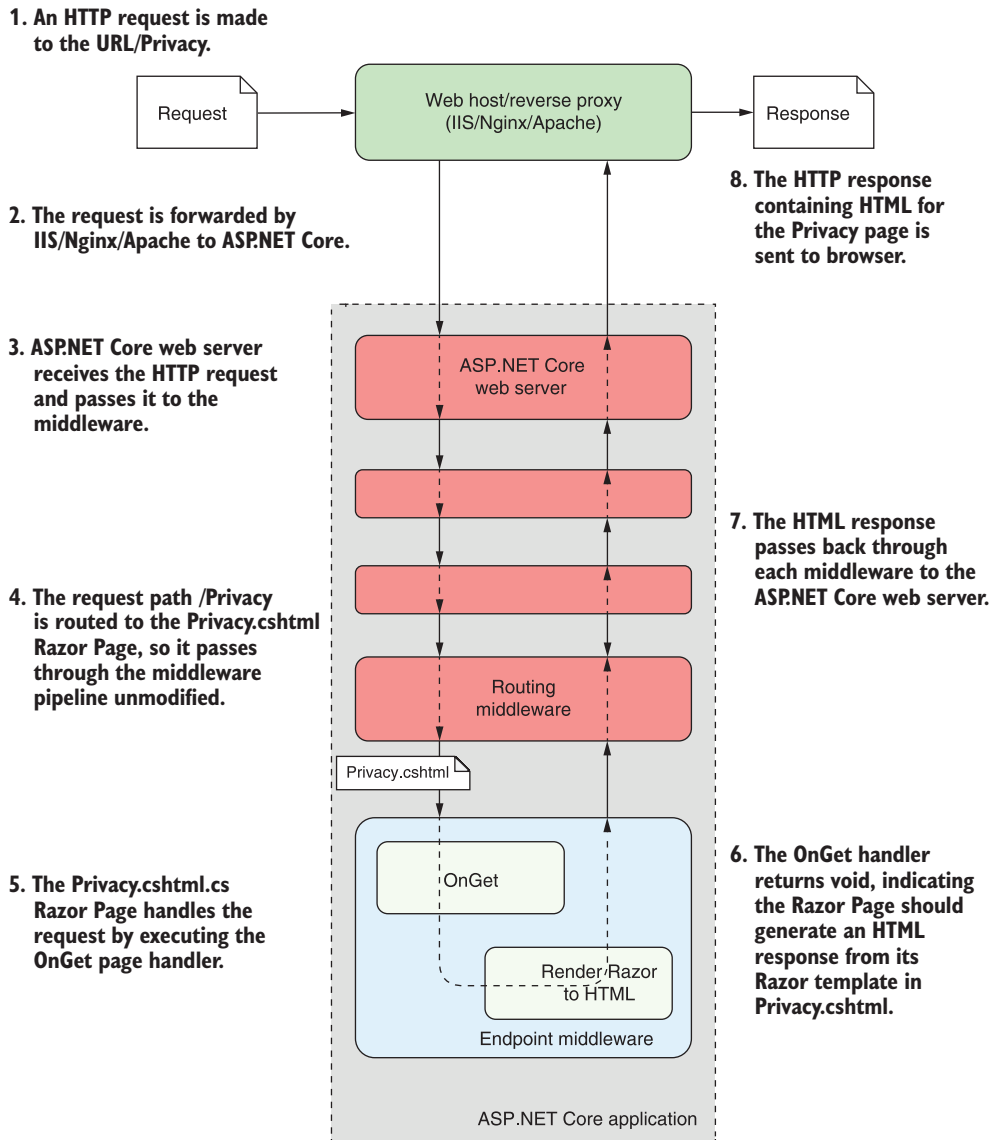 1. An HTTP request is made
to the URL/Privacy.
Request
Web host/reverse proxy
(IIS/Nginx/Apache)
Response
2. The request is forwarded by
IIS/Nginx/Apache to ASP.NET Core.
8. The HTTP response
containing HTML for
the Privacy page is
sent to browser.
3. ASP.NET Core web server
receives the HTTP request
and passes it to the
middleware.
ASP.NET Core
web server
7. The HTML response
passes back through
each middleware to the
ASP.NET Core web server.
4. The request path /Privacy
is routed to the Privacy.cshtml
Razor Page, so it passes
through the middleware
pipeline unmodified.
Routing
middleware
Privacy.cshtml
5. The Privacy.cshtml.cs
Razor Page handles the
request by executing the
OnGet page handler.
OnGet
Render Razor
to HTML
Endpoint middleware
6. The OnGet handler
returns void, indicating
the Razor Page should
generate an HTML
response from its
Razor template in
Privacy.cshtml.
ASP.NET Core application